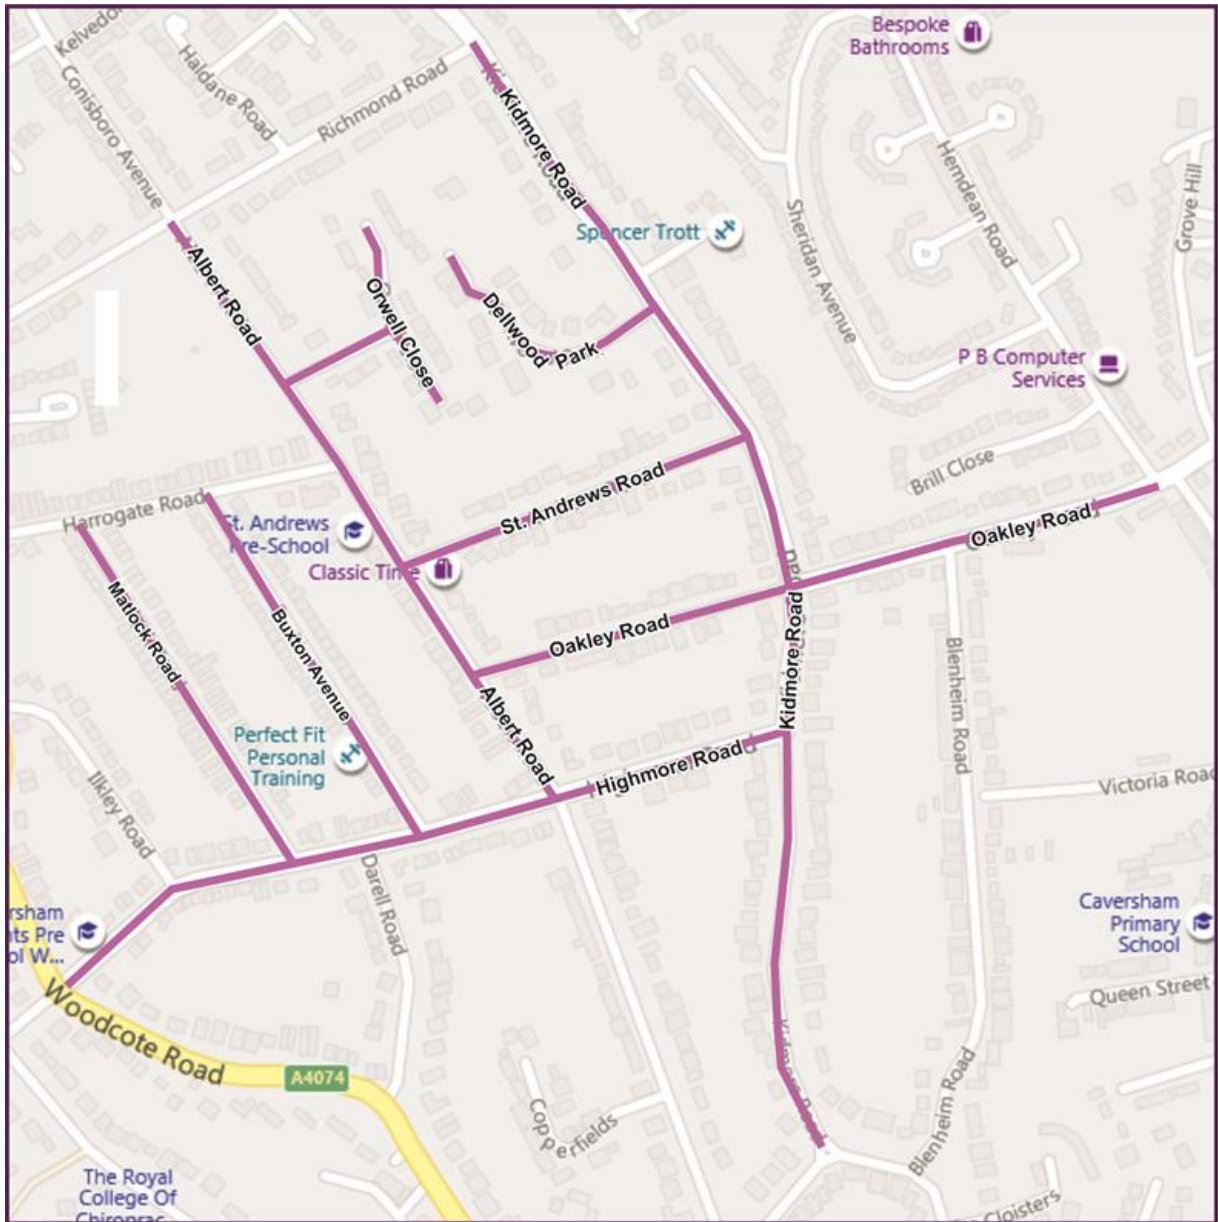 Bespoke
Bathrooms
Haldane Road
Conisboro Avenue
Richmond Road
Kidmore Road
Herndean Road
Grove Hill
Sheridan Avenue
Spencer Trott
Albert Road
Orwell Close
Dellwood
Park
P B Computer
Services
Brill Close
St. Andrews Road
Harrogate Road
St. Andrews
Pre-School
Classic Time
Oakley Road
Oakley Road
Matlock Road
Buxton Avenue
Kidmore Road
Blenheim Road
Albert Road
Perfect Fit
Personal
Training
Highmore Road
Ilkley Road
Victoria Road
Darell Road
Caversham
Primary
School
Queen Street
Woodcote Road
A4074
Kidmore Road
Copperfields
Blenheim Road
The Royal
College Of
Cloisters